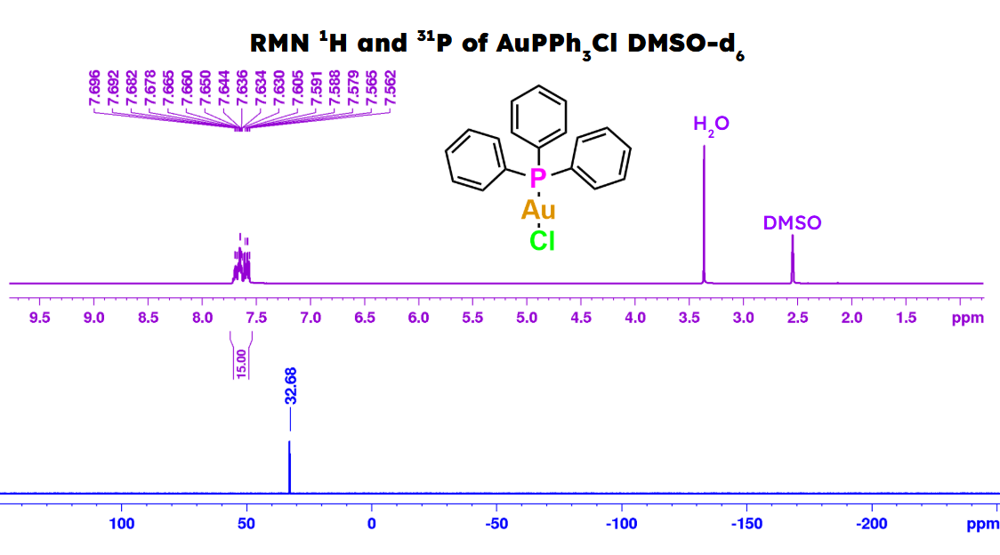 RMN ¹H and ³¹P of AuPPh₃Cl DMSO-d₆
7.696 7.692 7.682 7.678 7.665 7.660 7.650 7.644 7.636 7.634 7.630 7.605 7.591 7.588 7.579 7.565 7.562
H₂O
P
Au
Cl
DMSO
9.5 9.0 8.5 8.0 7.5 7.0 6.5 6.0 5.5 5.0 4.5 4.0 3.5 3.0 2.5 2.0 1.5 ppm
15.00
32.68
100 50 0 -50 -100 -150 -200 ppm